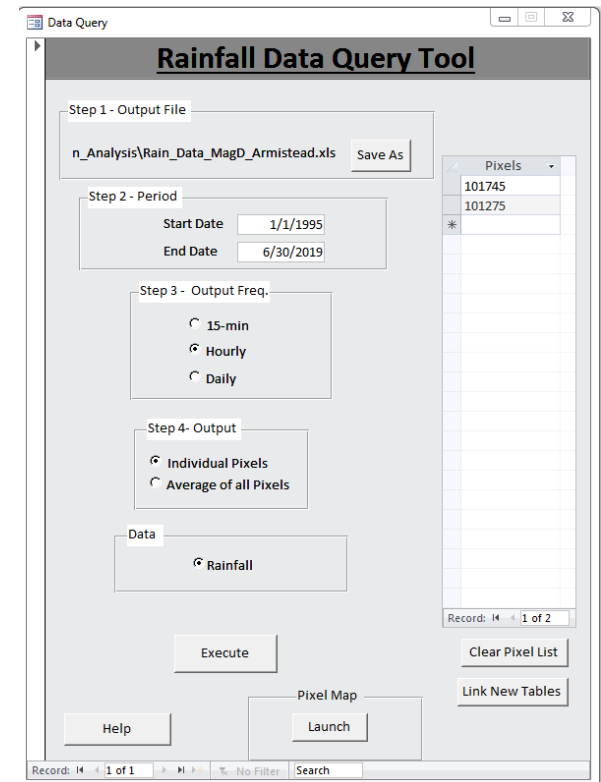 Data Query
Rainfall Data Query Tool
Step 1 - Output File
n_Analysis\Rain_Data_MagD_Armistead.xls Save As
Step 2 - Period
Start Date 1/1/1995
End Date 6/30/2019
Step 3 - Output Freq.
15-min
Hourly
Daily
Step 4- Output
Individual Pixels
Average of all Pixels
Data
Rainfall
Execute
Pixel Map
Help
Launch
Pixels
101745
101275
Record: 1 of 2
Clear Pixel List
Link New Tables
Record: 1 of 1 No Filter Search